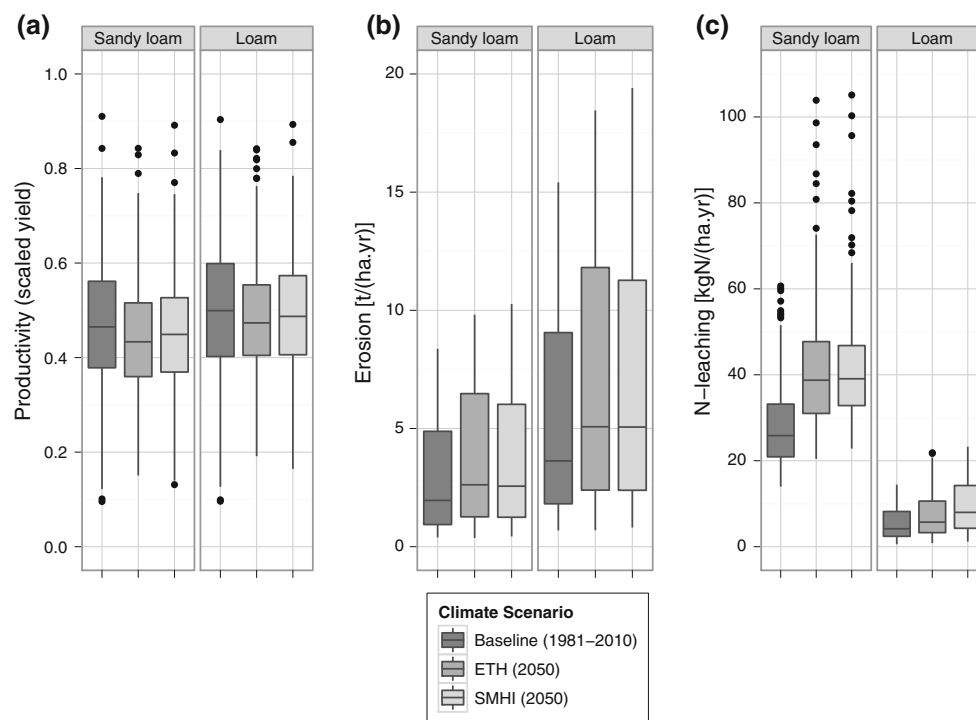 (a)
Sandy loam Loam
Productivity (scaled yield)
1.0
0.8
0.6
0.4
0.2
0.0
(b)
Sandy loam Loam
Erosion [t/(ha.yr)]
20
15
10
5
0
(c)
Sandy loam Loam
N−leaching [kgN/(ha.yr)]
100
80
60
40
20
0
Climate Scenario
Baseline (1981−2010)
ETH (2050)
SMHI (2050)